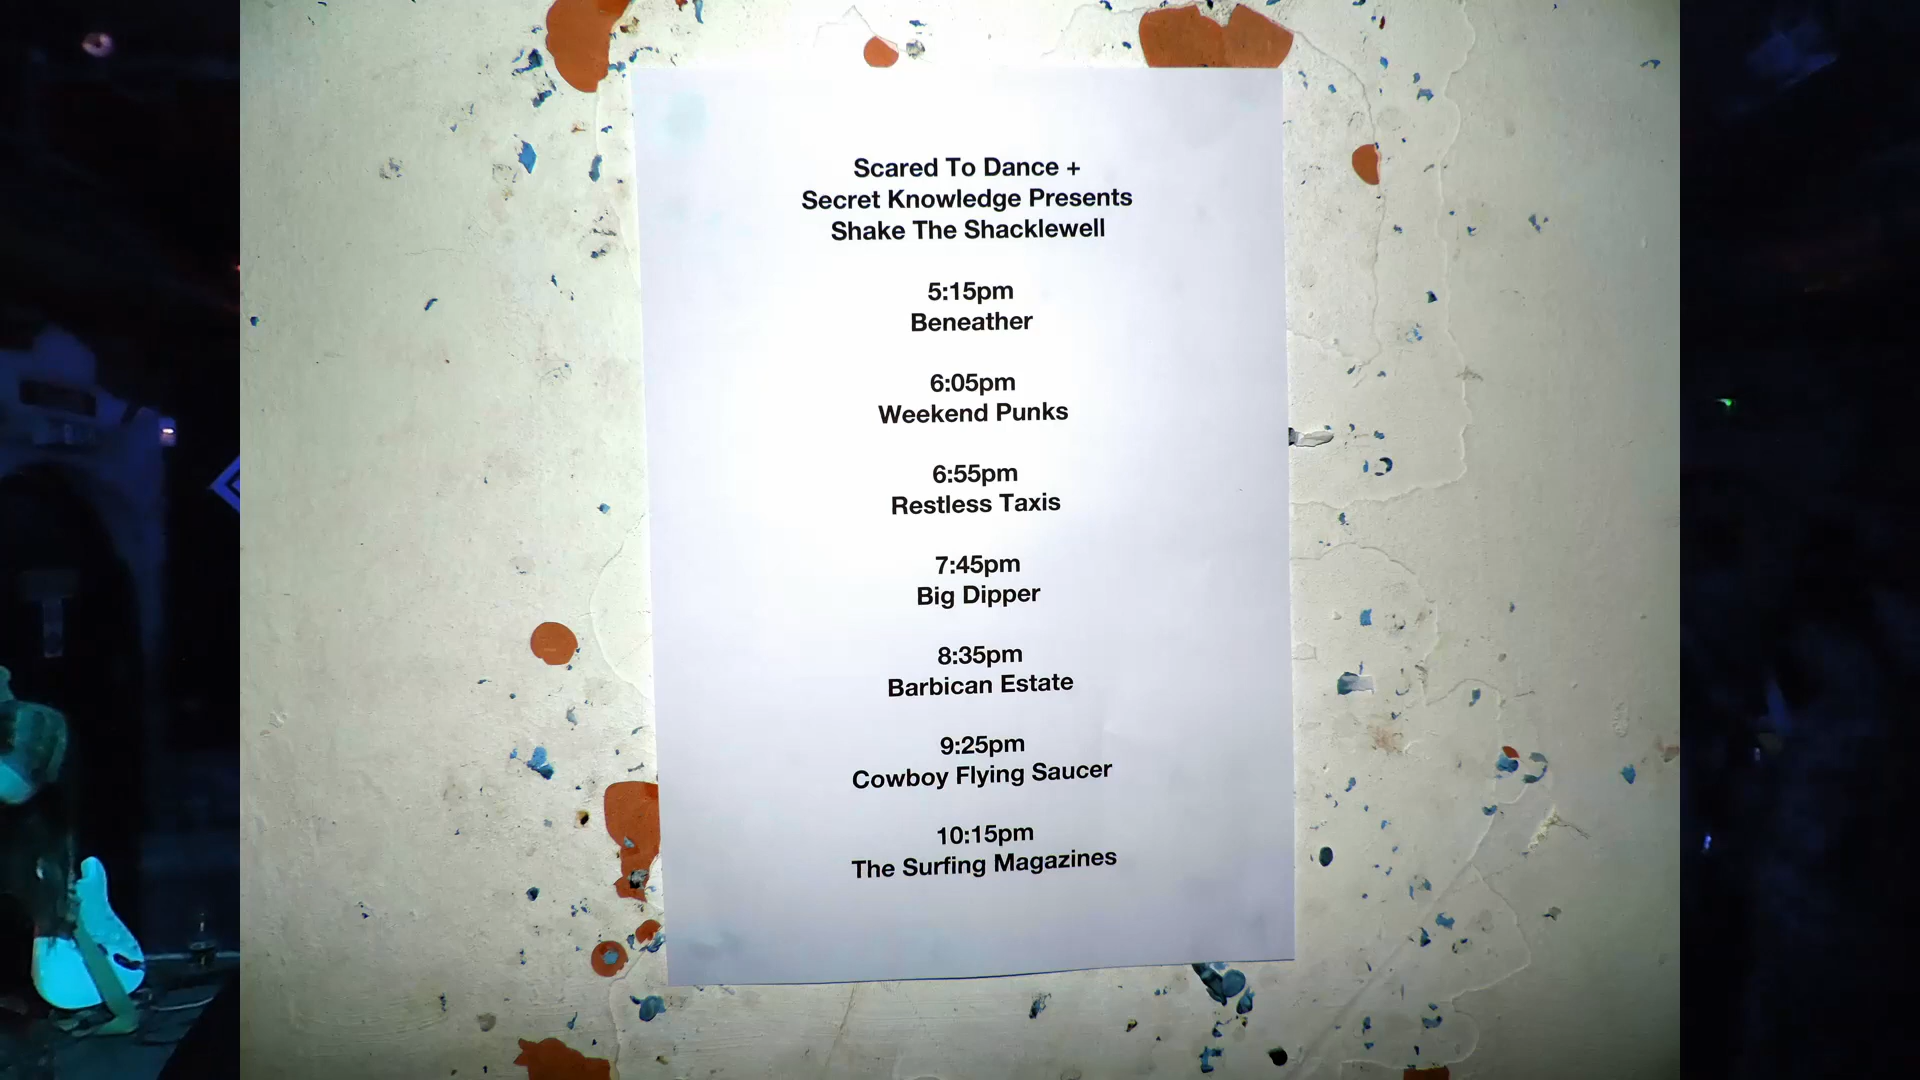 Scared To Dance +
Secret Knowledge Presents
Shake The Shacklewell
5:15pm
Beneather
6:05pm
Weekend Punks
6:55pm
Restless Taxis
7:45pm
Big Dipper
8:35pm
Barbican Estate
9:25pm
Cowboy Flying Saucer
10:15pm
The Surfing Magazines